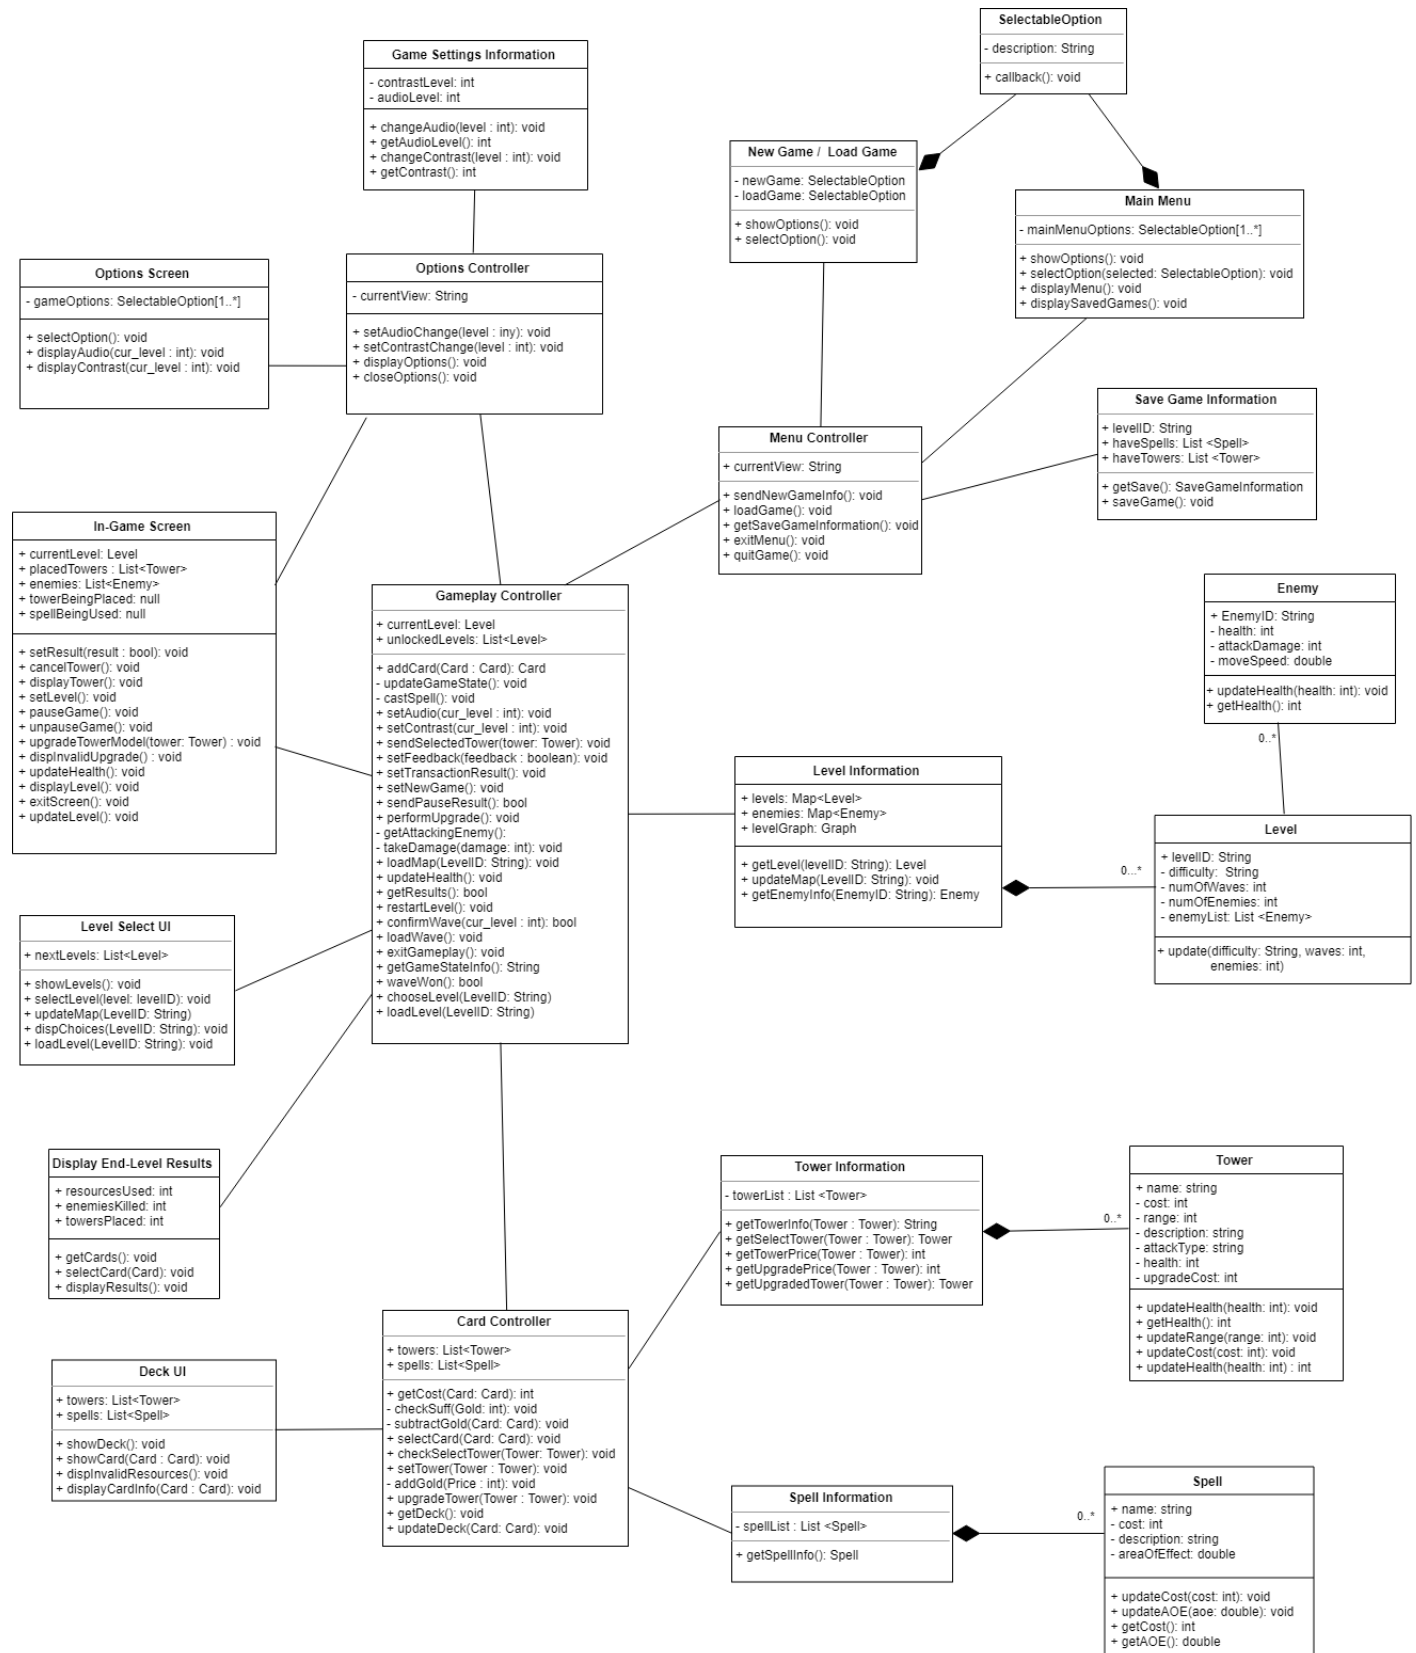 SelectableOption
- description: String
+ callback(): void
Game Settings Information
- contrastLevel: int
- audioLevel: int
+ changeAudio(level : int): void
+ getAudioLevel(): int
+ changeContrast(level : int): void
+ getContrast(): int
New Game /  Load Game
- newGame: SelectableOption
- loadGame: SelectableOption
+ showOptions(): void
+ selectOption(): void
Main Menu
- mainMenuOptions: SelectableOption[1..*]
+ showOptions(): void
+ selectOption(selected: SelectableOption): void
+ displayMenu(): void
+ displaySavedGames(): void
Options Screen
- gameOptions: SelectableOption[1..*]
+ selectOption(): void
+ displayAudio(cur_level : int): void
+ displayContrast(cur_level : int): void
Options Controller
- currentView: String
+ setAudioChange(level : iny): void
+ setContrastChange(level : int): void
+ displayOptions(): void
+ closeOptions(): void
Save Game Information
+ levelID: String
+ haveSpells: List <Spell>
+ haveTowers: List <Tower>
+ getSave(): SaveGameInformation
+ saveGame(): void
Menu Controller
+ currentView: String
+ sendNewGameInfo(): void
+ loadGame(): void
+ getSaveGameInformation(): void
+ exitMenu(): void
+ quitGame(): void
In-Game Screen
+ currentLevel: Level
+ placedTowers : List<Tower>
+ enemies: List<Enemy>
+ towerBeingPlaced: null
+ spellBeingUsed: null
+ setResult(result : bool): void
+ cancelTower(): void
+ displayTower(): void
+ setLevel(): void
+ pauseGame(): void
+ unpauseGame(): void
+ upgradeTowerModel(tower: Tower) : void
+ dispInvalidUpgrade() : void
+ updateHealth(): void
+ displayLevel(): void
+ exitScreen(): void
+ updateLevel(): void
Gameplay Controller
+ currentLevel: Level
+ unlockedLevels: List<Level>
+ addCard(Card : Card): Card
- updateGameState(): void
- castSpell(): void
+ setAudio(cur_level : int): void
+ setContrast(cur_level : int): void
+ sendSelectedTower(tower: Tower): void
+ setFeedback(feedback : boolean): void
+ setTransactionResult(): void
+ setNewGame(): void
+ sendPauseResult(): bool
+ performUpgrade(): void
- getAttackingEnemy():
- takeDamage(damage: int): void
+ loadMap(LevelID: String): void
+ updateHealth(): void
+ getResults(): bool
+ restartLevel(): void
+ confirmWave(cur_level : int): bool
+ loadWave(): void
+ exitGameplay(): void
+ getGameStateInfo(): String
+ waveWon(): bool
+ chooseLevel(LevelID: String)
+ loadLevel(LevelID: String)
Enemy
+ EnemyID: String
- health: int
- attackDamage: int
- moveSpeed: double
+ updateHealth(health: int): void
+ getHealth(): int
0..*
Level Information
+ levels: Map<Level>
+ enemies: Map<Enemy>
+ levelGraph: Graph
+ getLevel(levelID: String): Level
+ updateMap(LevelID: String): void
+ getEnemyInfo(EnemyID: String): Enemy
0...*
Level
+ levelID: String
- difficulty:  String
- numOfWaves: int
- numOfEnemies: int
- enemyList: List <Enemy>
+ update(difficulty: String, waves: int,
enemies: int)
Level Select UI
+ nextLevels: List<Level>
+ showLevels(): void
+ selectLevel(level: levelID): void
+ updateMap(LevelID: String)
+ dispChoices(LevelID: String): void
+ loadLevel(LevelID: String): void
Display End-Level Results
+ resourcesUsed: int
+ enemiesKilled: int
+ towersPlaced: int
+ getCards(): void
+ selectCard(Card): void
+ displayResults(): void
Tower Information
- towerList : List <Tower>
+ getTowerInfo(Tower : Tower): String
+ getSelectTower(Tower : Tower): Tower
+ getTowerPrice(Tower : Tower): int
+ getUpgradePrice(Tower : Tower): int
+ getUpgradedTower(Tower : Tower): Tower
0..*
Tower
+ name: string
- cost: int
- range: int
- description: string
- attackType: string
- health: int
- upgradeCost: int
+ updateHealth(health: int): void
+ getHealth(): int
+ updateRange(range: int): void
+ updateCost(cost: int): void
+ updateHealth(health: int) : int
Card Controller
+ towers: List<Tower>
+ spells: List<Spell>
+ getCost(Card: Card): int
- checkSuff(Gold: int): void
- subtractGold(Card: Card): void
+ selectCard(Card: Card): void
+ checkSelectTower(Tower: Tower): void
+ setTower(Tower : Tower): void
- addGold(Price : int): void
+ upgradeTower(Tower : Tower): void
+ getDeck(): void
+ updateDeck(Card: Card): void
Deck UI
+ towers: List<Tower>
+ spells: List<Spell>
+ showDeck(): void
+ showCard(Card : Card): void
+ dispInvalidResources(): void
+ displayCardInfo(Card : Card): void
Spell Information
- spellList : List <Spell>
+ getSpellInfo(): Spell
0..*
Spell
+ name: string
- cost: int
- description: string
- areaOfEffect: double
+ updateCost(cost: int): void
+ updateAOE(aoe: double): void
+ getCost(): int
+ getAOE(): double